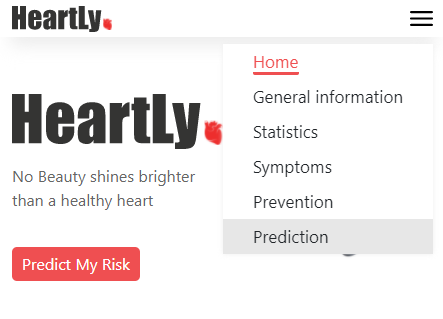 HeartLy
Home
General information
Statistics
Symptoms
Prevention
Prediction
HeartLy
No Beauty shines brighter
than a healthy heart
Predict My Risk